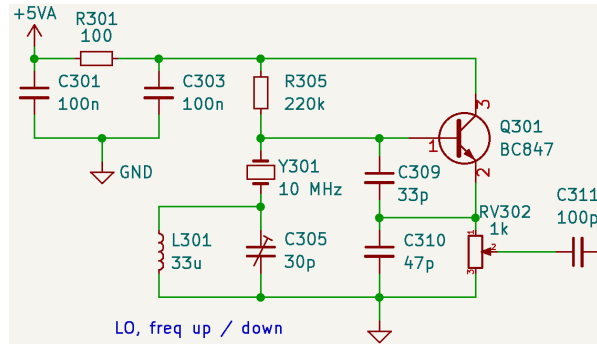 +5VA
R301
100
C301
100n
C303
100n
R305
220k
3
Q301
BC847
1
2
GND
Y301
10 MHz
C309
33p
RV302
1k
1
2
3
C311
100p
L301
33u
C305
30p
C310
47p
LO, freq up / down